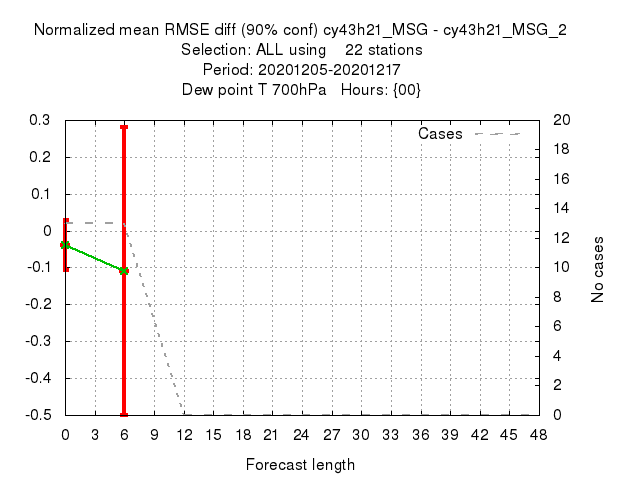 Normalized mean RMSE diff (90% conf) cy43h21_MSG - cy43h21_MSG_2
Selection: ALL using 22 stations
Period: 20201205-20201217
Dew point T 700hPa Hours: {00}
Cases
0.3
0.2
0.1
0
-0.1
-0.2
-0.3
-0.4
-0.5
20
18
16
14
12
10
8
6
4
2
0
No cases
0 3 6 9 12 15 18 21 24 27 30 33 36 39 42 45 48
Forecast length